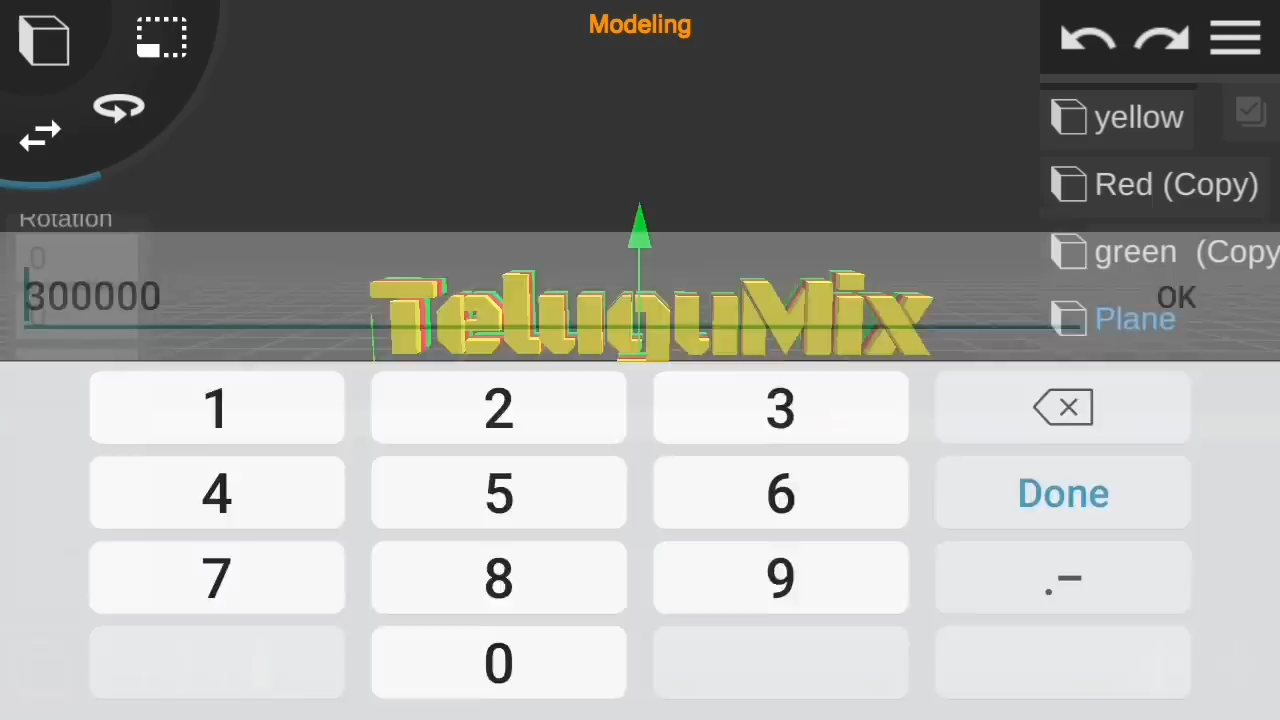 Modeling
yellow
Red (Copy)
Rotation
0
green (Copy
300000
OK
TeluguMix
Plane
1 2 3
4 5 6 Done
7 8 9 .–
0